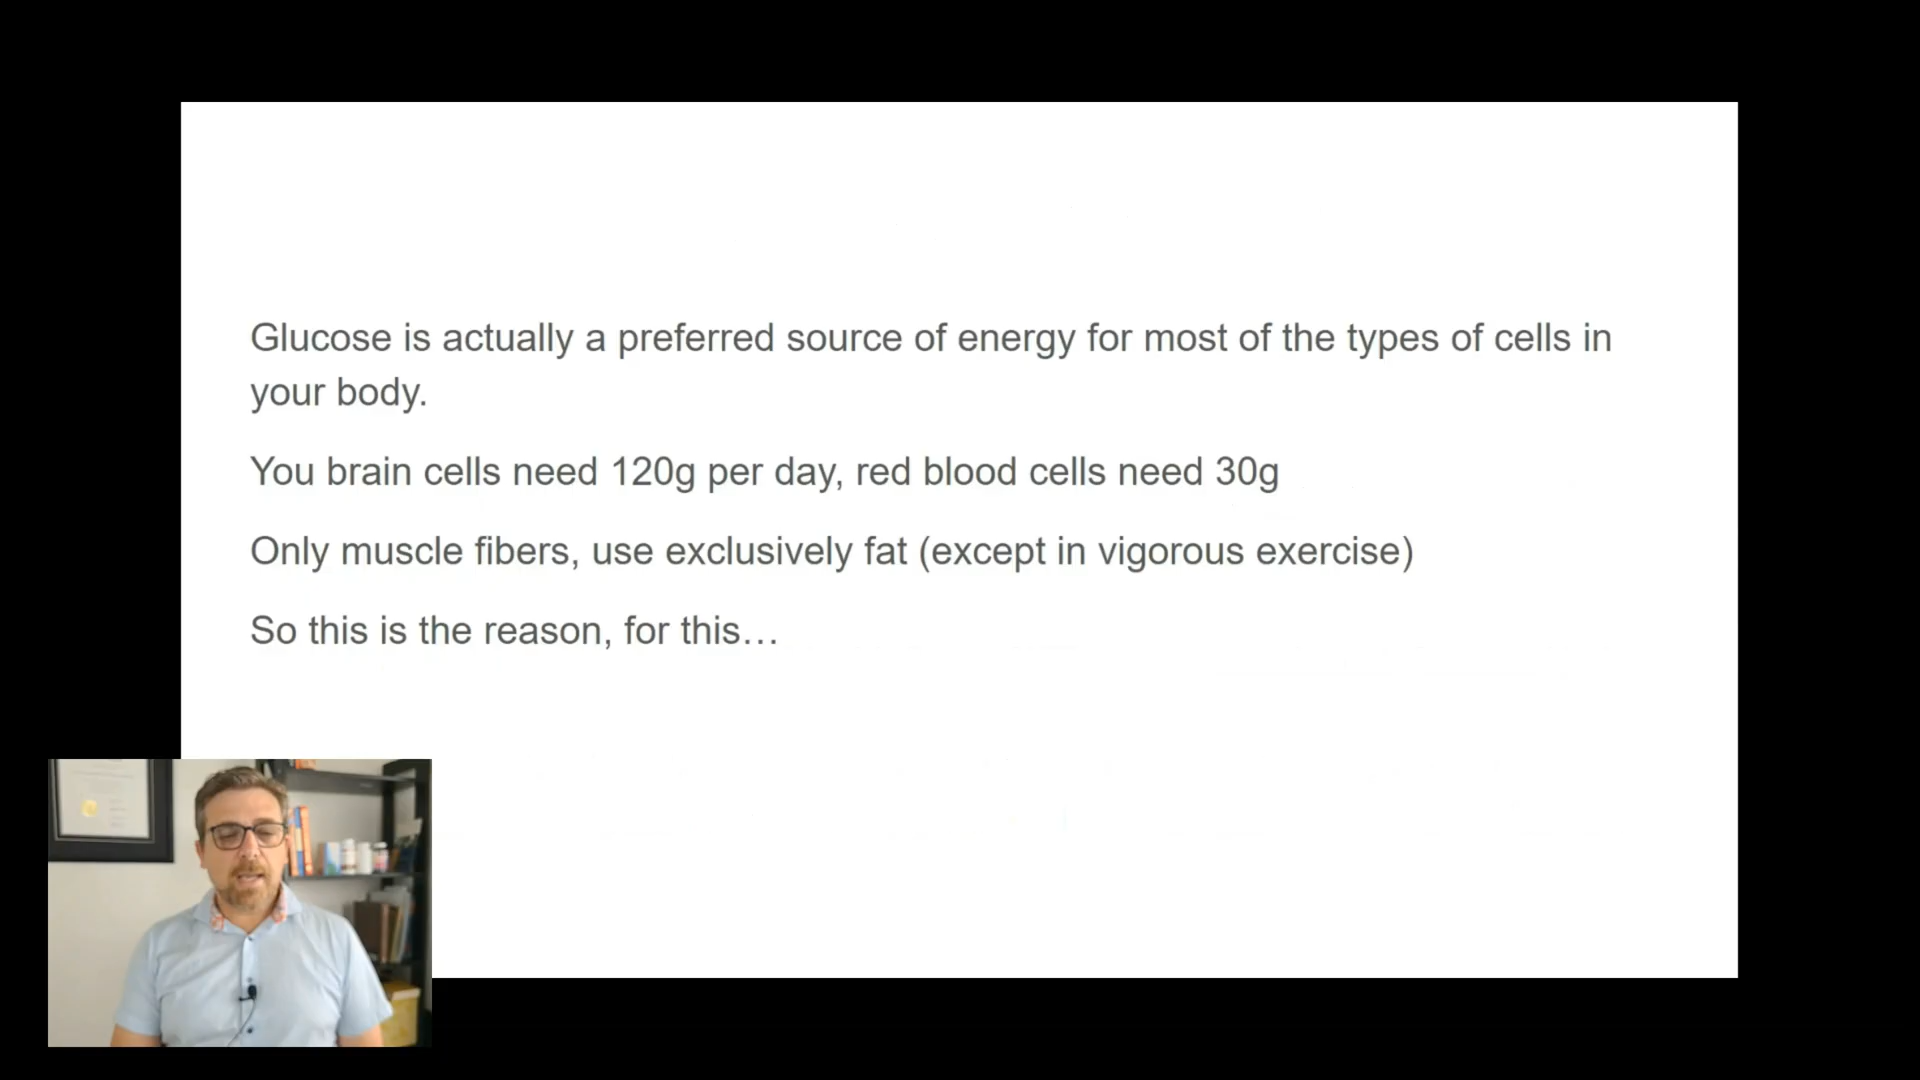 Glucose is actually a preferred source of energy for most of the types of cells in
your body.
You brain cells need 120g per day, red blood cells need 30g
Only muscle fibers, use exclusively fat (except in vigorous exercise)
So this is the reason, for this…